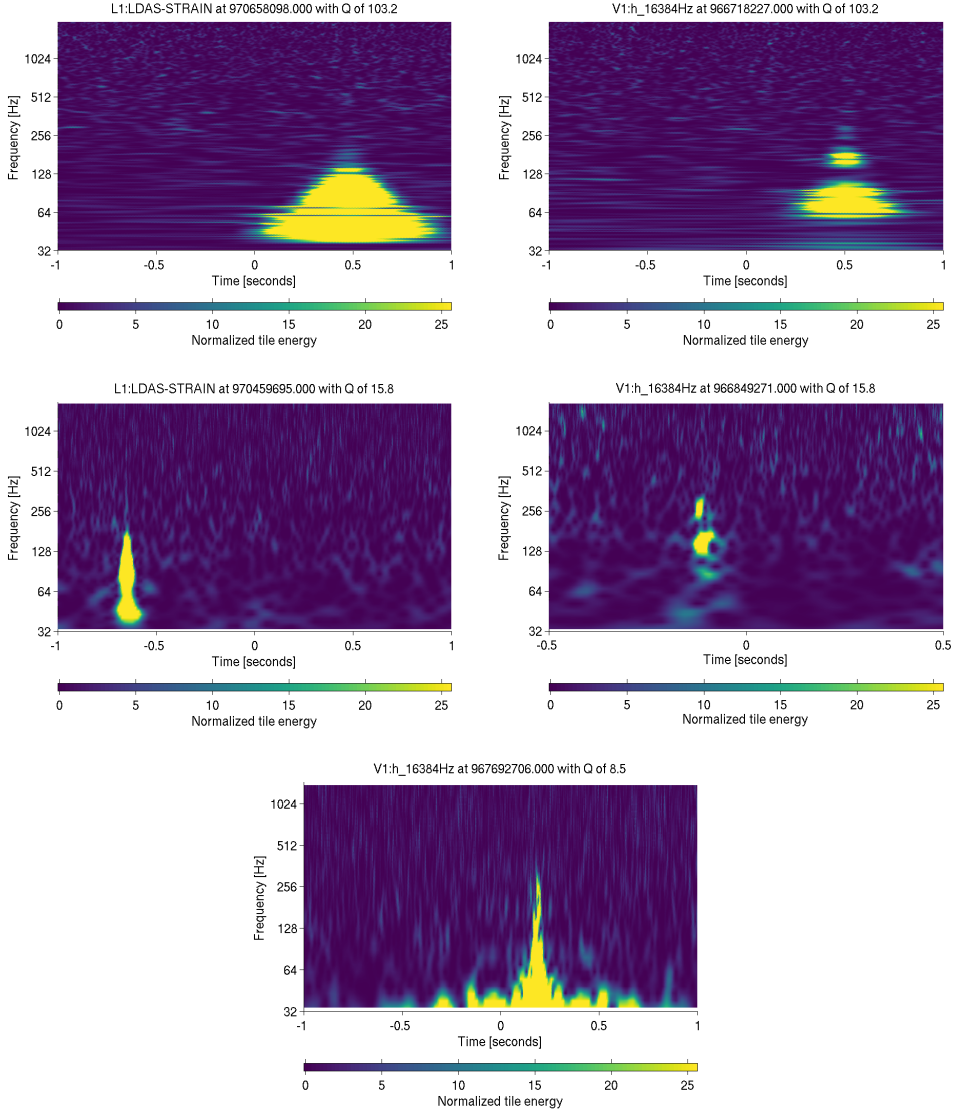 L1:LDAS-STRAIN at 970658098.000 with Q of 103.2
Frequency [Hz]
1024
512
256
128
64
32
-1 -0.5 0 0.5 1
Time [seconds]
0 5 10 15 20 25
Normalized tile energy
V1:h_16384Hz at 966718227.000 with Q of 103.2
Frequency [Hz]
1024
512
256
128
64
32
-1 -0.5 0 0.5 1
Time [seconds]
0 5 10 15 20 25
Normalized tile energy
L1:LDAS-STRAIN at 970459695.000 with Q of 15.8
Frequency [Hz]
1024
512
256
128
64
32
-1 -0.5 0 0.5 1
Time [seconds]
0 5 10 15 20 25
Normalized tile energy
V1:h_16384Hz at 966849271.000 with Q of 15.8
Frequency [Hz]
1024
512
256
128
64
32
-0.5 0 0.5
Time [seconds]
0 5 10 15 20 25
Normalized tile energy
V1:h_16384Hz at 967692706.000 with Q of 8.5
Frequency [Hz]
1024
512
256
128
64
32
-1 -0.5 0 0.5 1
Time [seconds]
0 5 10 15 20 25
Normalized tile energy